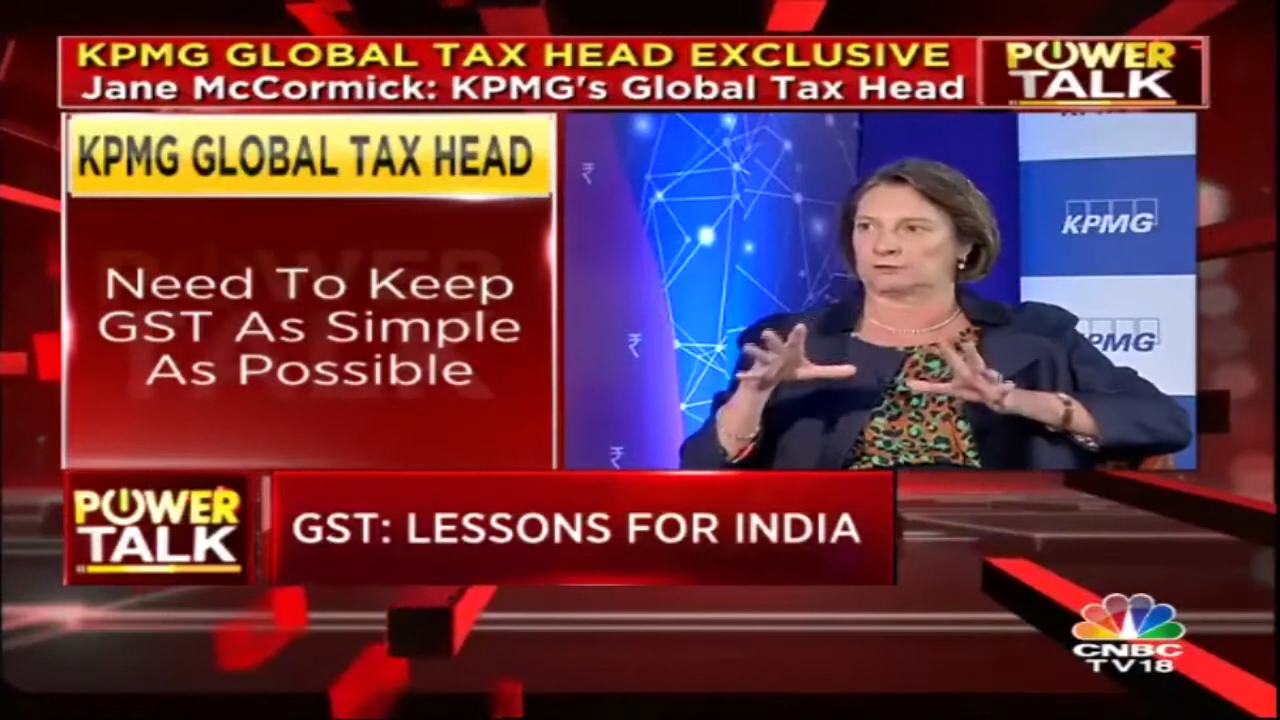 KPMG GLOBAL TAX HEAD EXCLUSIVE
Jane McCormick: KPMG's Global Tax Head
POWER
TALK
KPMG GLOBAL TAX HEAD
Need To Keep
GST As Simple
As Possible
₹
KPMG
₹
KPMG
₹
POWER
TALK
GST: LESSONS FOR INDIA
CNBC
TV18